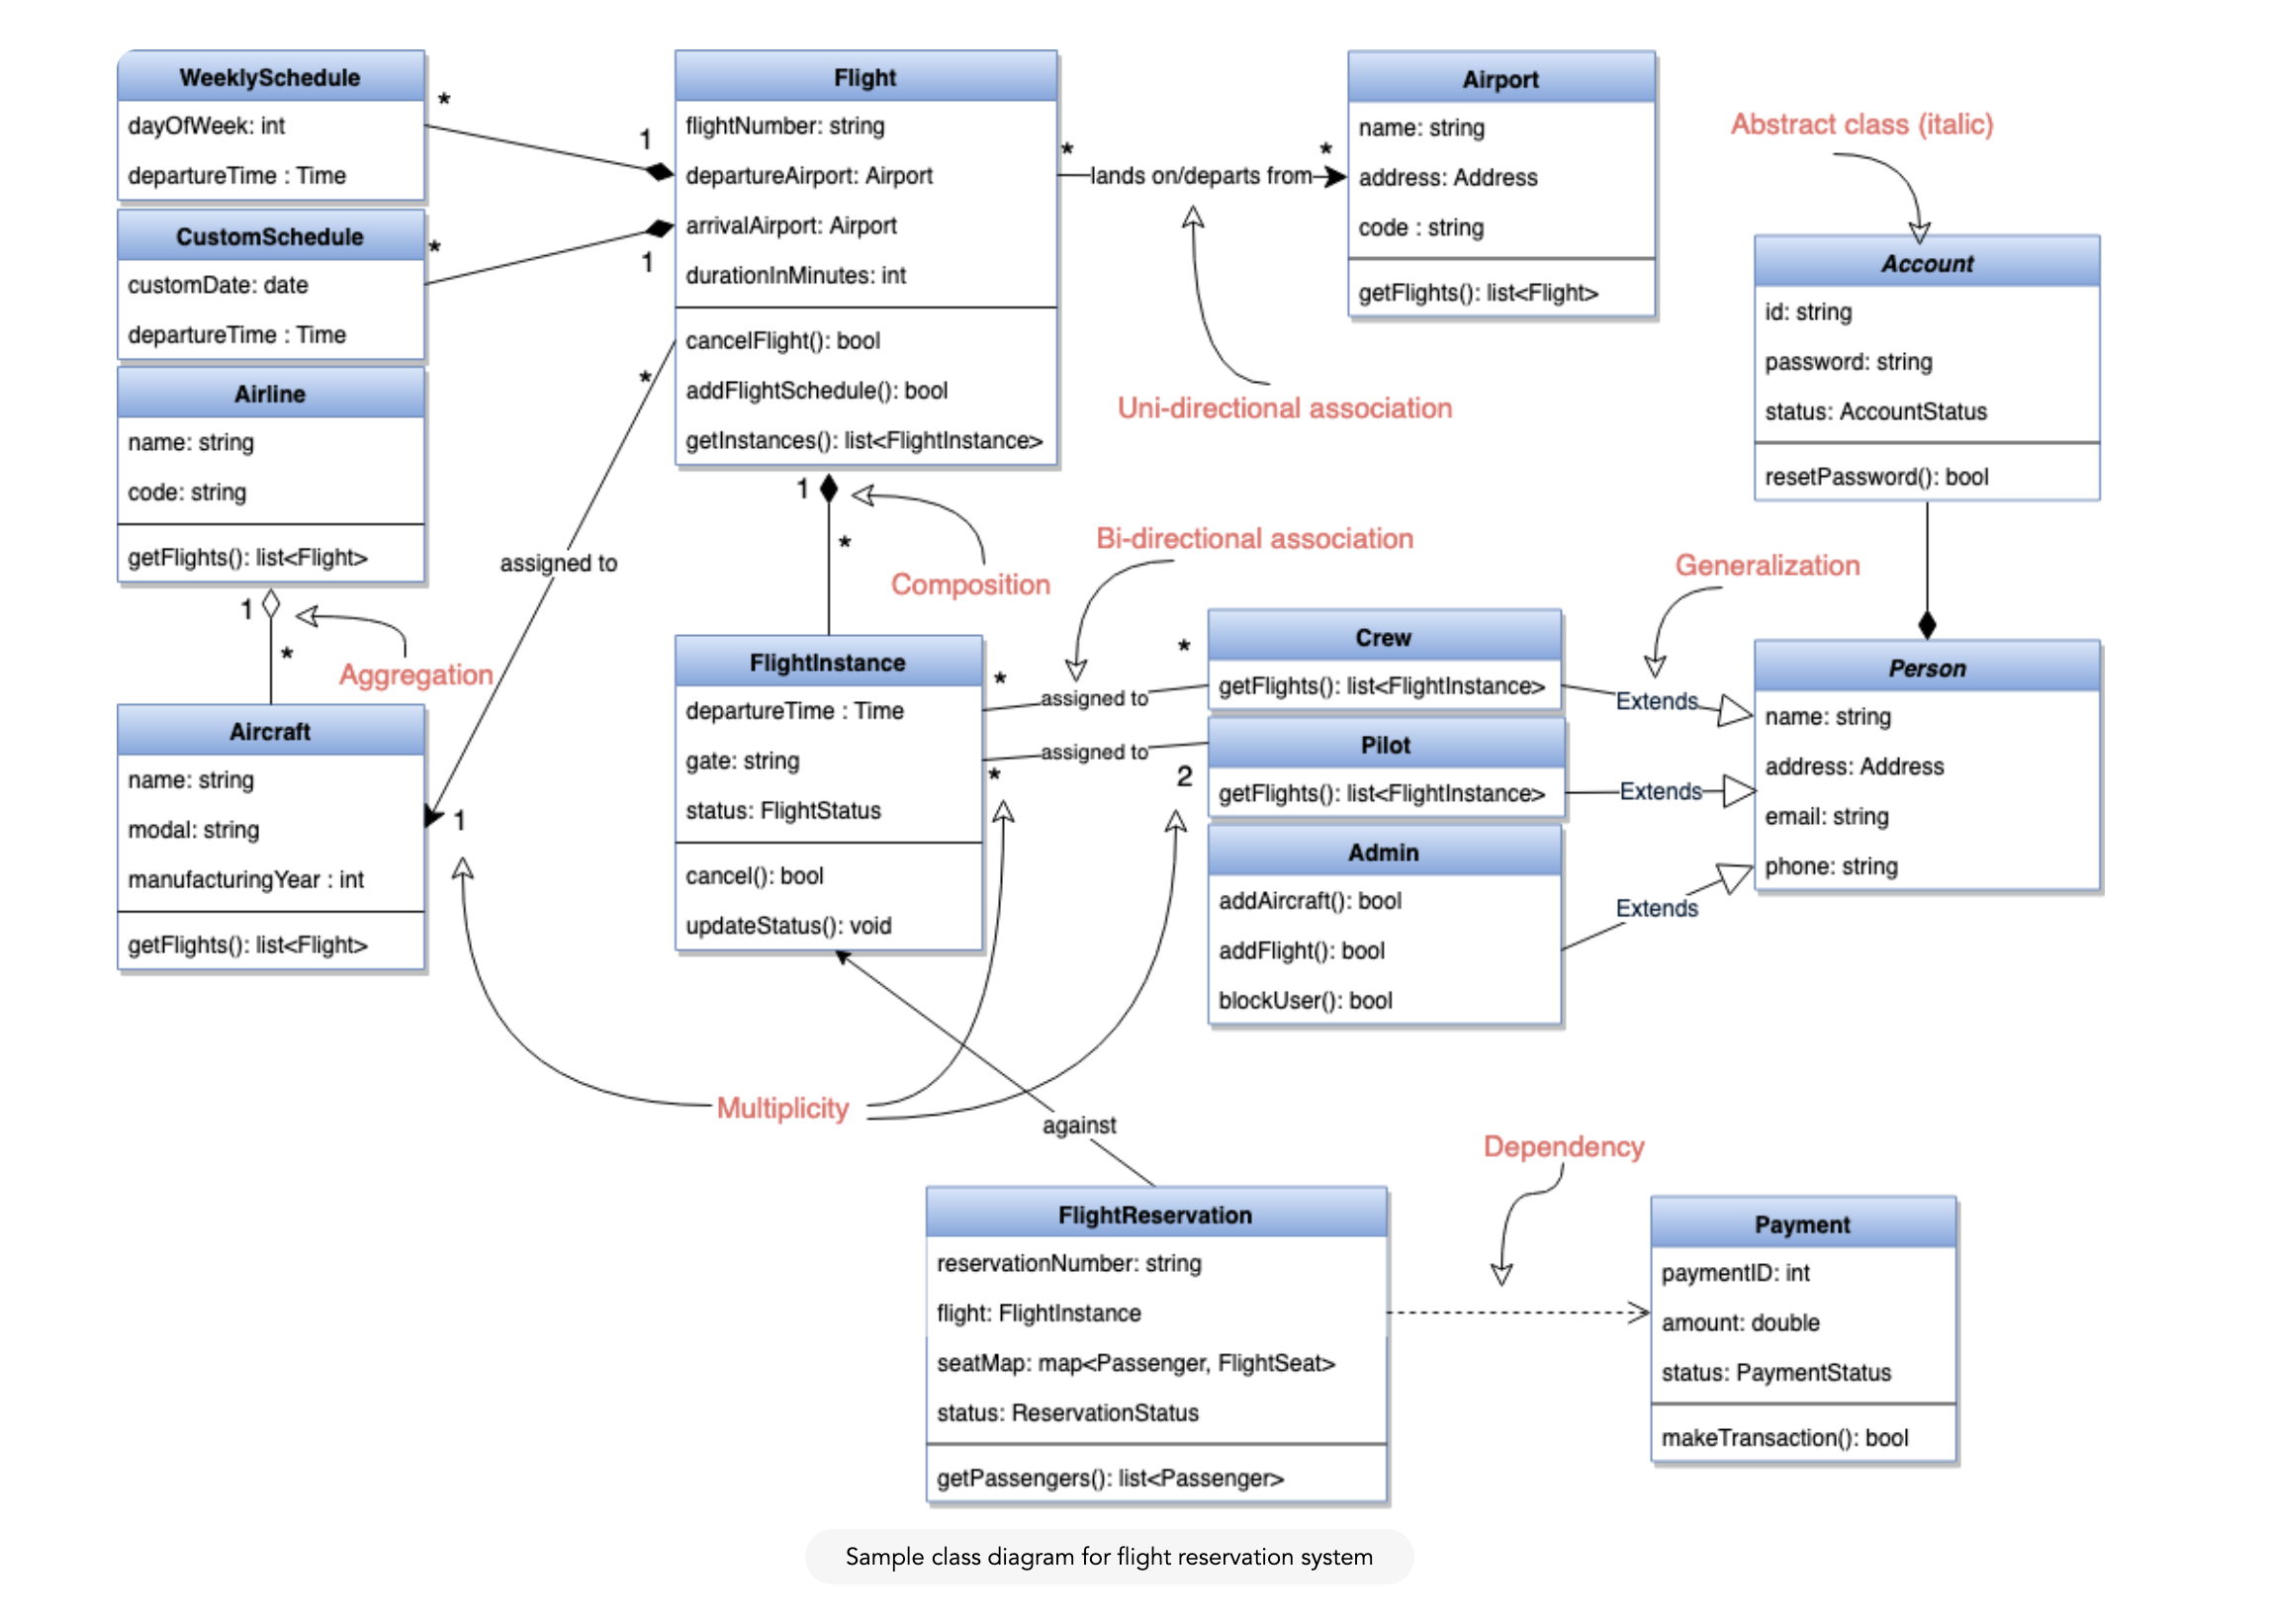 WeeklySchedule
dayOfWeek: int
departureTime : Time
*
1
CustomSchedule
customDate: date
departureTime : Time
*
1
Flight
flightNumber: string
departureAirport: Airport
arrivalAirport: Airport
durationInMinutes: int
cancelFlight(): bool
addFlightSchedule(): bool
getInstances(): list<FlightInstance>
*
lands on/departs from
*
Airport
name: string
address: Address
code : string
getFlights(): list<Flight>
Uni-directional association
Abstract class (italic)
Account
id: string
password: string
status: AccountStatus
resetPassword(): bool
Airline
name: string
code: string
getFlights(): list<Flight>
1
*
Aggregation
*
assigned to
1
Aircraft
name: string
modal: string
manufacturingYear : int
getFlights(): list<Flight>
1
*
Composition
FlightInstance
departureTime : Time
gate: string
status: FlightStatus
cancel(): bool
updateStatus(): void
Bi-directional association
*
assigned to
*
*
assigned to
2
Crew
getFlights(): list<FlightInstance>
Pilot
getFlights(): list<FlightInstance>
Admin
addAircraft(): bool
addFlight(): bool
blockUser(): bool
Generalization
Extends
Extends
Extends
Person
name: string
address: Address
email: string
phone: string
Multiplicity
against
FlightReservation
reservationNumber: string
flight: FlightInstance
seatMap: map<Passenger, FlightSeat>
status: ReservationStatus
getPassengers(): list<Passenger>
Dependency
Payment
paymentID: int
amount: double
status: PaymentStatus
makeTransaction(): bool
Sample class diagram for flight reservation system